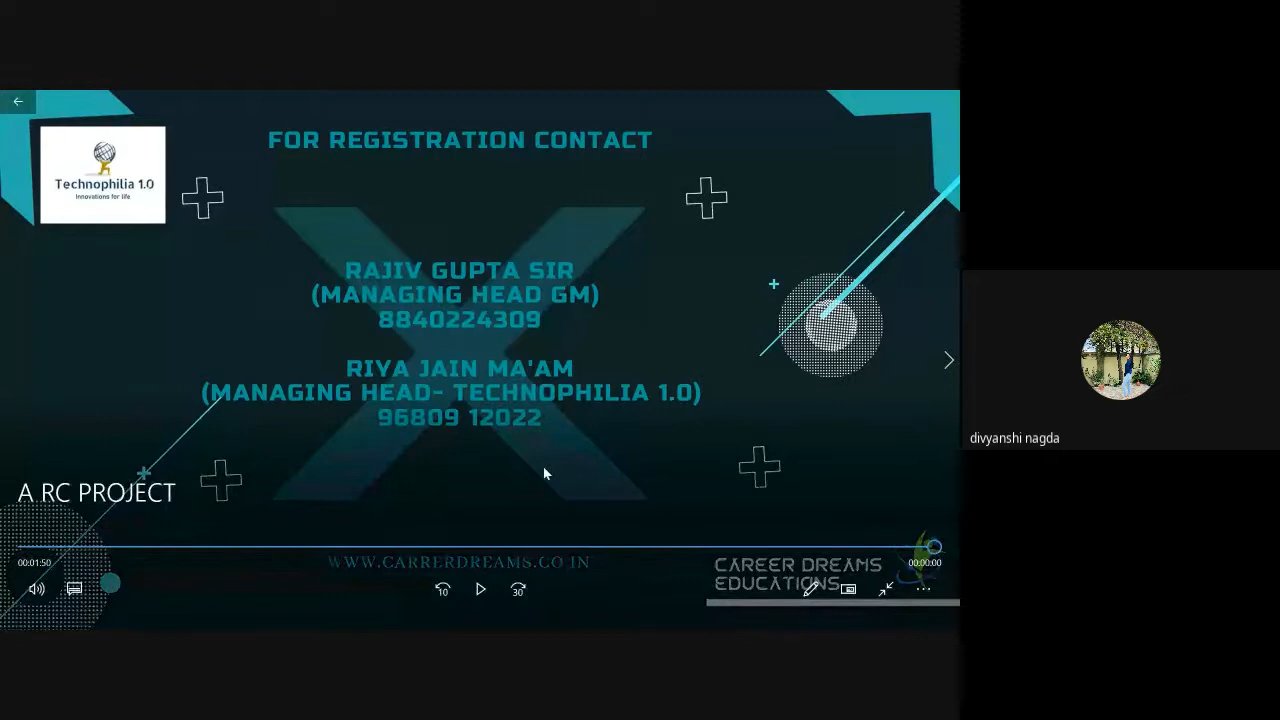 FOR REGISTRATION CONTACT
Technophilia 1.0
Innovations for life
RAJIV GUPTA SIR
(MANAGING HEAD GM)
8840224309
RIYA JAIN MA'AM
(MANAGING HEAD- TECHNOPHILIA 1.0)
96809 12022
divyanshi nagda
A RC PROJECT
WWW.CARRERDREAMS.CO.IN
CAREER DREAMS
EDUCATIONS
00:01:50
00:00:00
10
30